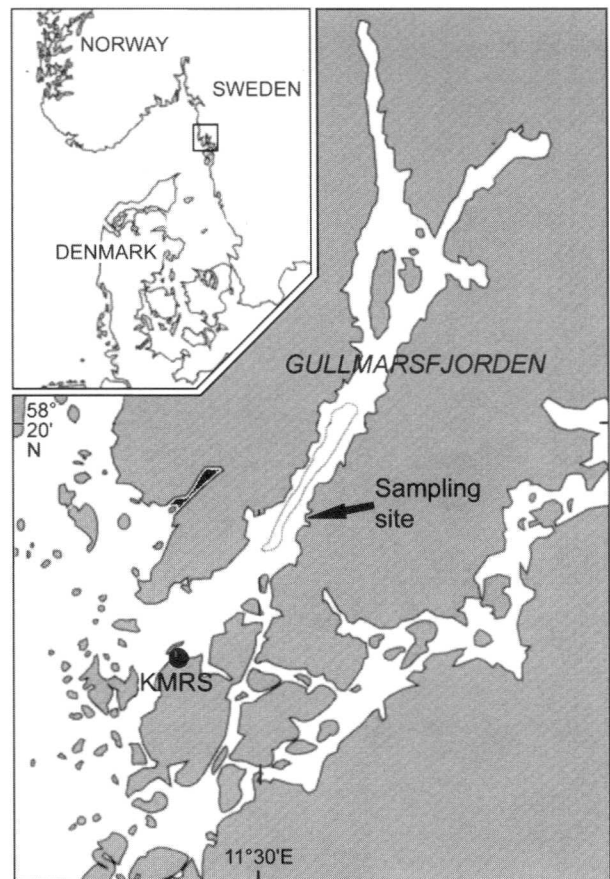 NORWAY
SWEDEN
DENMARK
GULLMARSFJORDEN
58°
20'
N
Sampling
site
KMRS
11°30'E